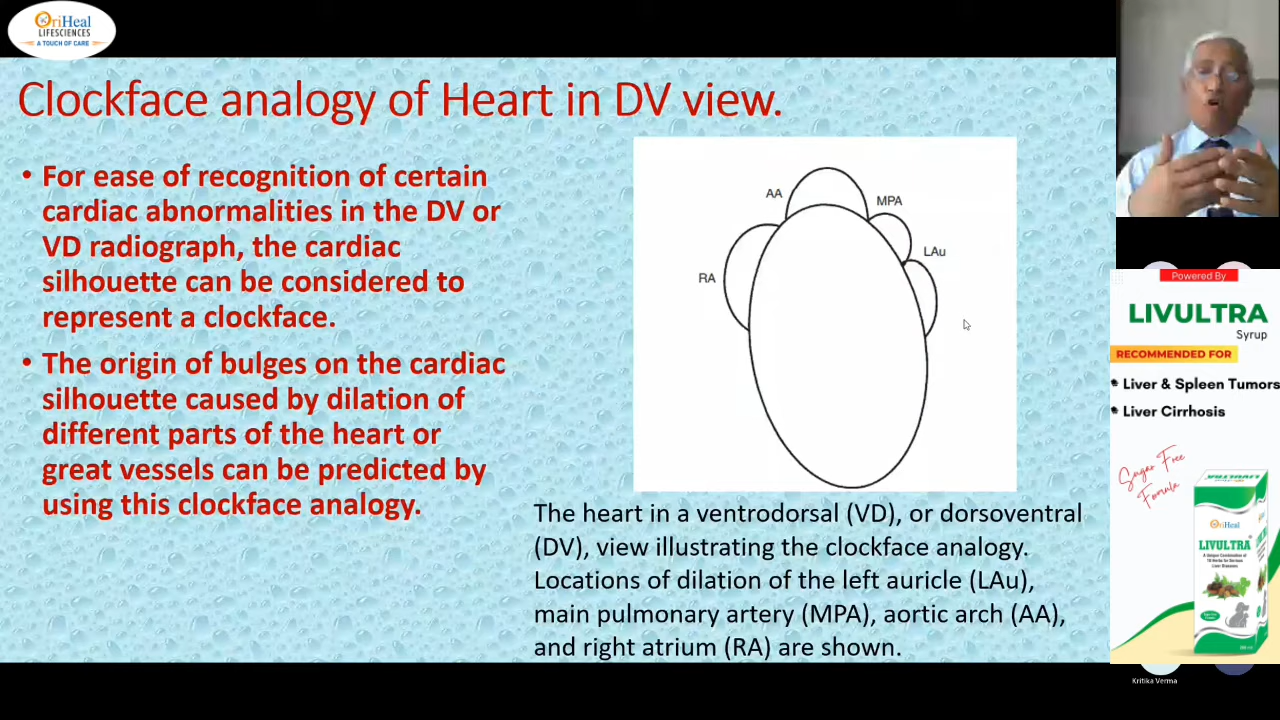 OriHeal
LIFESCIENCES
A TOUCH OF CARE
Clockface analogy of Heart in DV view.
• For ease of recognition of certain
cardiac abnormalities in the DV or
VD radiograph, the cardiac
silhouette can be considered to
represent a clockface.
• The origin of bulges on the cardiac
silhouette caused by dilation of
different parts of the heart or
great vessels can be predicted by
using this clockface analogy.
AA
MPA
LAu
RA
The heart in a ventrodorsal (VD), or dorsoventral
(DV), view illustrating the clockface analogy.
Locations of dilation of the left auricle (LAu),
main pulmonary artery (MPA), aortic arch (AA),
and right atrium (RA) are shown.
Powered By
LIVULTRA
Syrup
RECOMMENDED FOR
Liver & Spleen Tumors
Liver Cirrhosis
Sugar Free
Formula
LIVULTRA
OriHeal
LIVULTRA
Kritika Verma